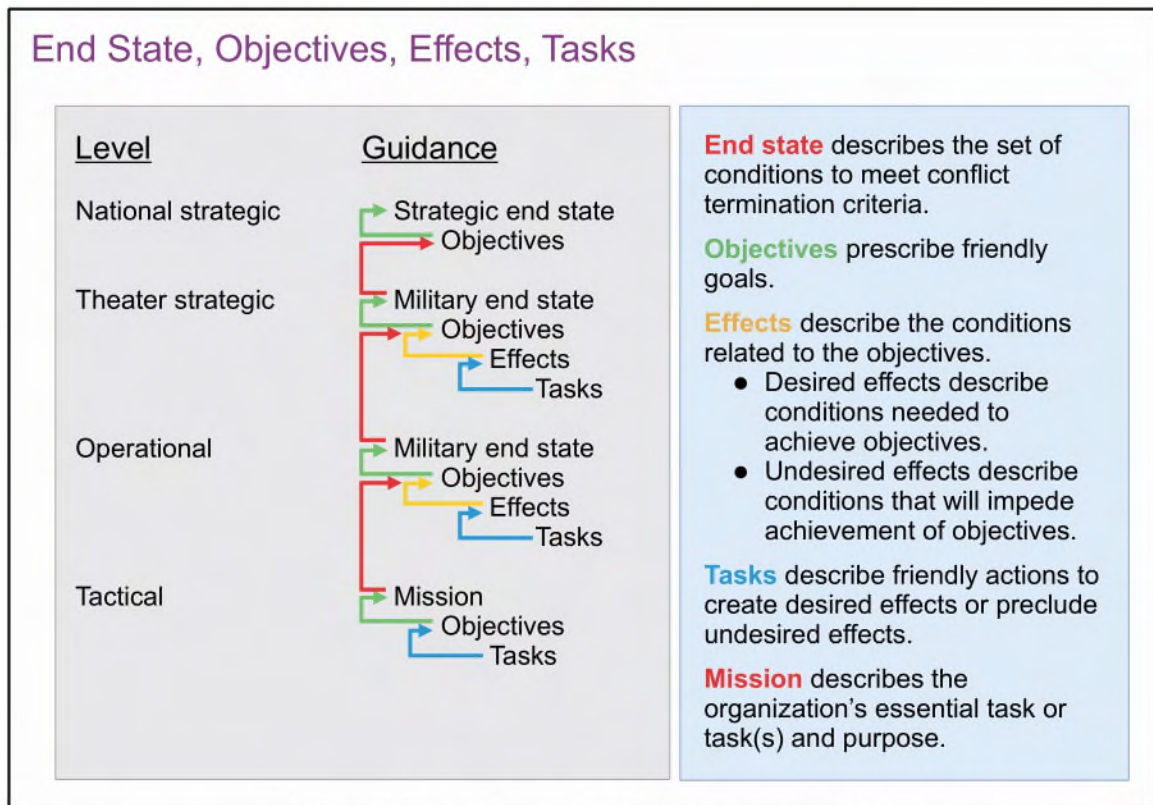 End State, Objectives, Effects, Tasks
Level
Guidance
National strategic
Strategic end state
Objectives
Theater strategic
Military end state
Objectives
Effects
Tasks
Operational
Military end state
Objectives
Effects
Tasks
Tactical
Mission
Objectives
Tasks
End state describes the set of
conditions to meet conflict
termination criteria.
Objectives prescribe friendly
goals.
Effects describe the conditions
related to the objectives.
● Desired effects describe
conditions needed to
achieve objectives.
● Undesired effects describe
conditions that will impede
achievement of objectives.
Tasks describe friendly actions to
create desired effects or preclude
undesired effects.
Mission describes the
organization's essential task or
task(s) and purpose.